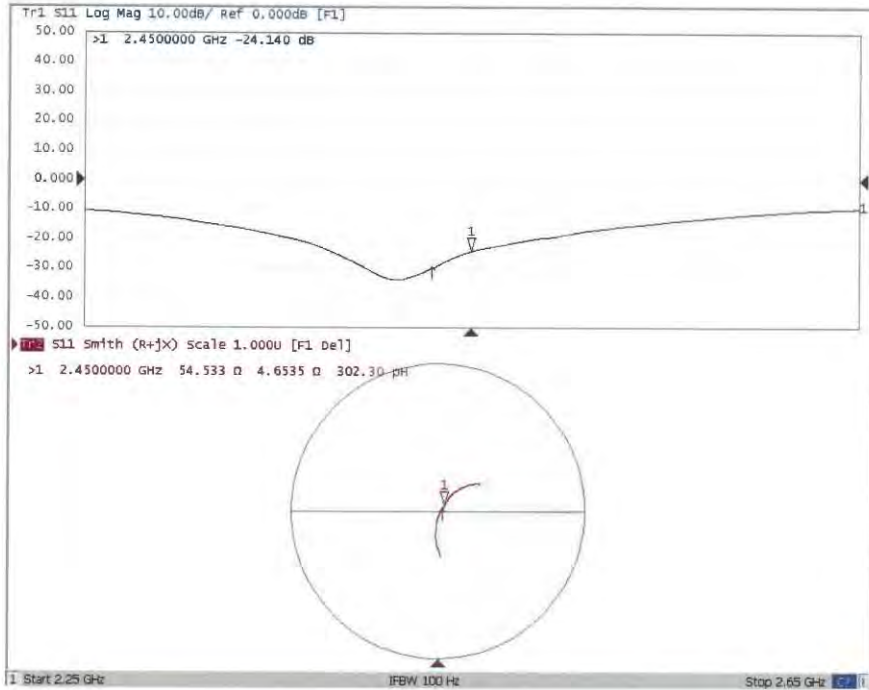 Tr1 S11 Log Mag 10.00dB/ Ref 0.000dB [F1]
50.00
>1 2.4500000 GHz -24.140 dB
40.00
30.00
20.00
10.00
0.000
-10.00
1
-20.00
1
-30.00
-40.00
-50.00
Tr2 S11 Smith (R+jX) Scale 1.000U [F1 Del]
>1 2.4500000 GHz 54.533 Ω 4.6535 Ω 302.30 pH
1
1 Start 2.25 GHz IFBW 100 Hz Stop 2.65 GHz